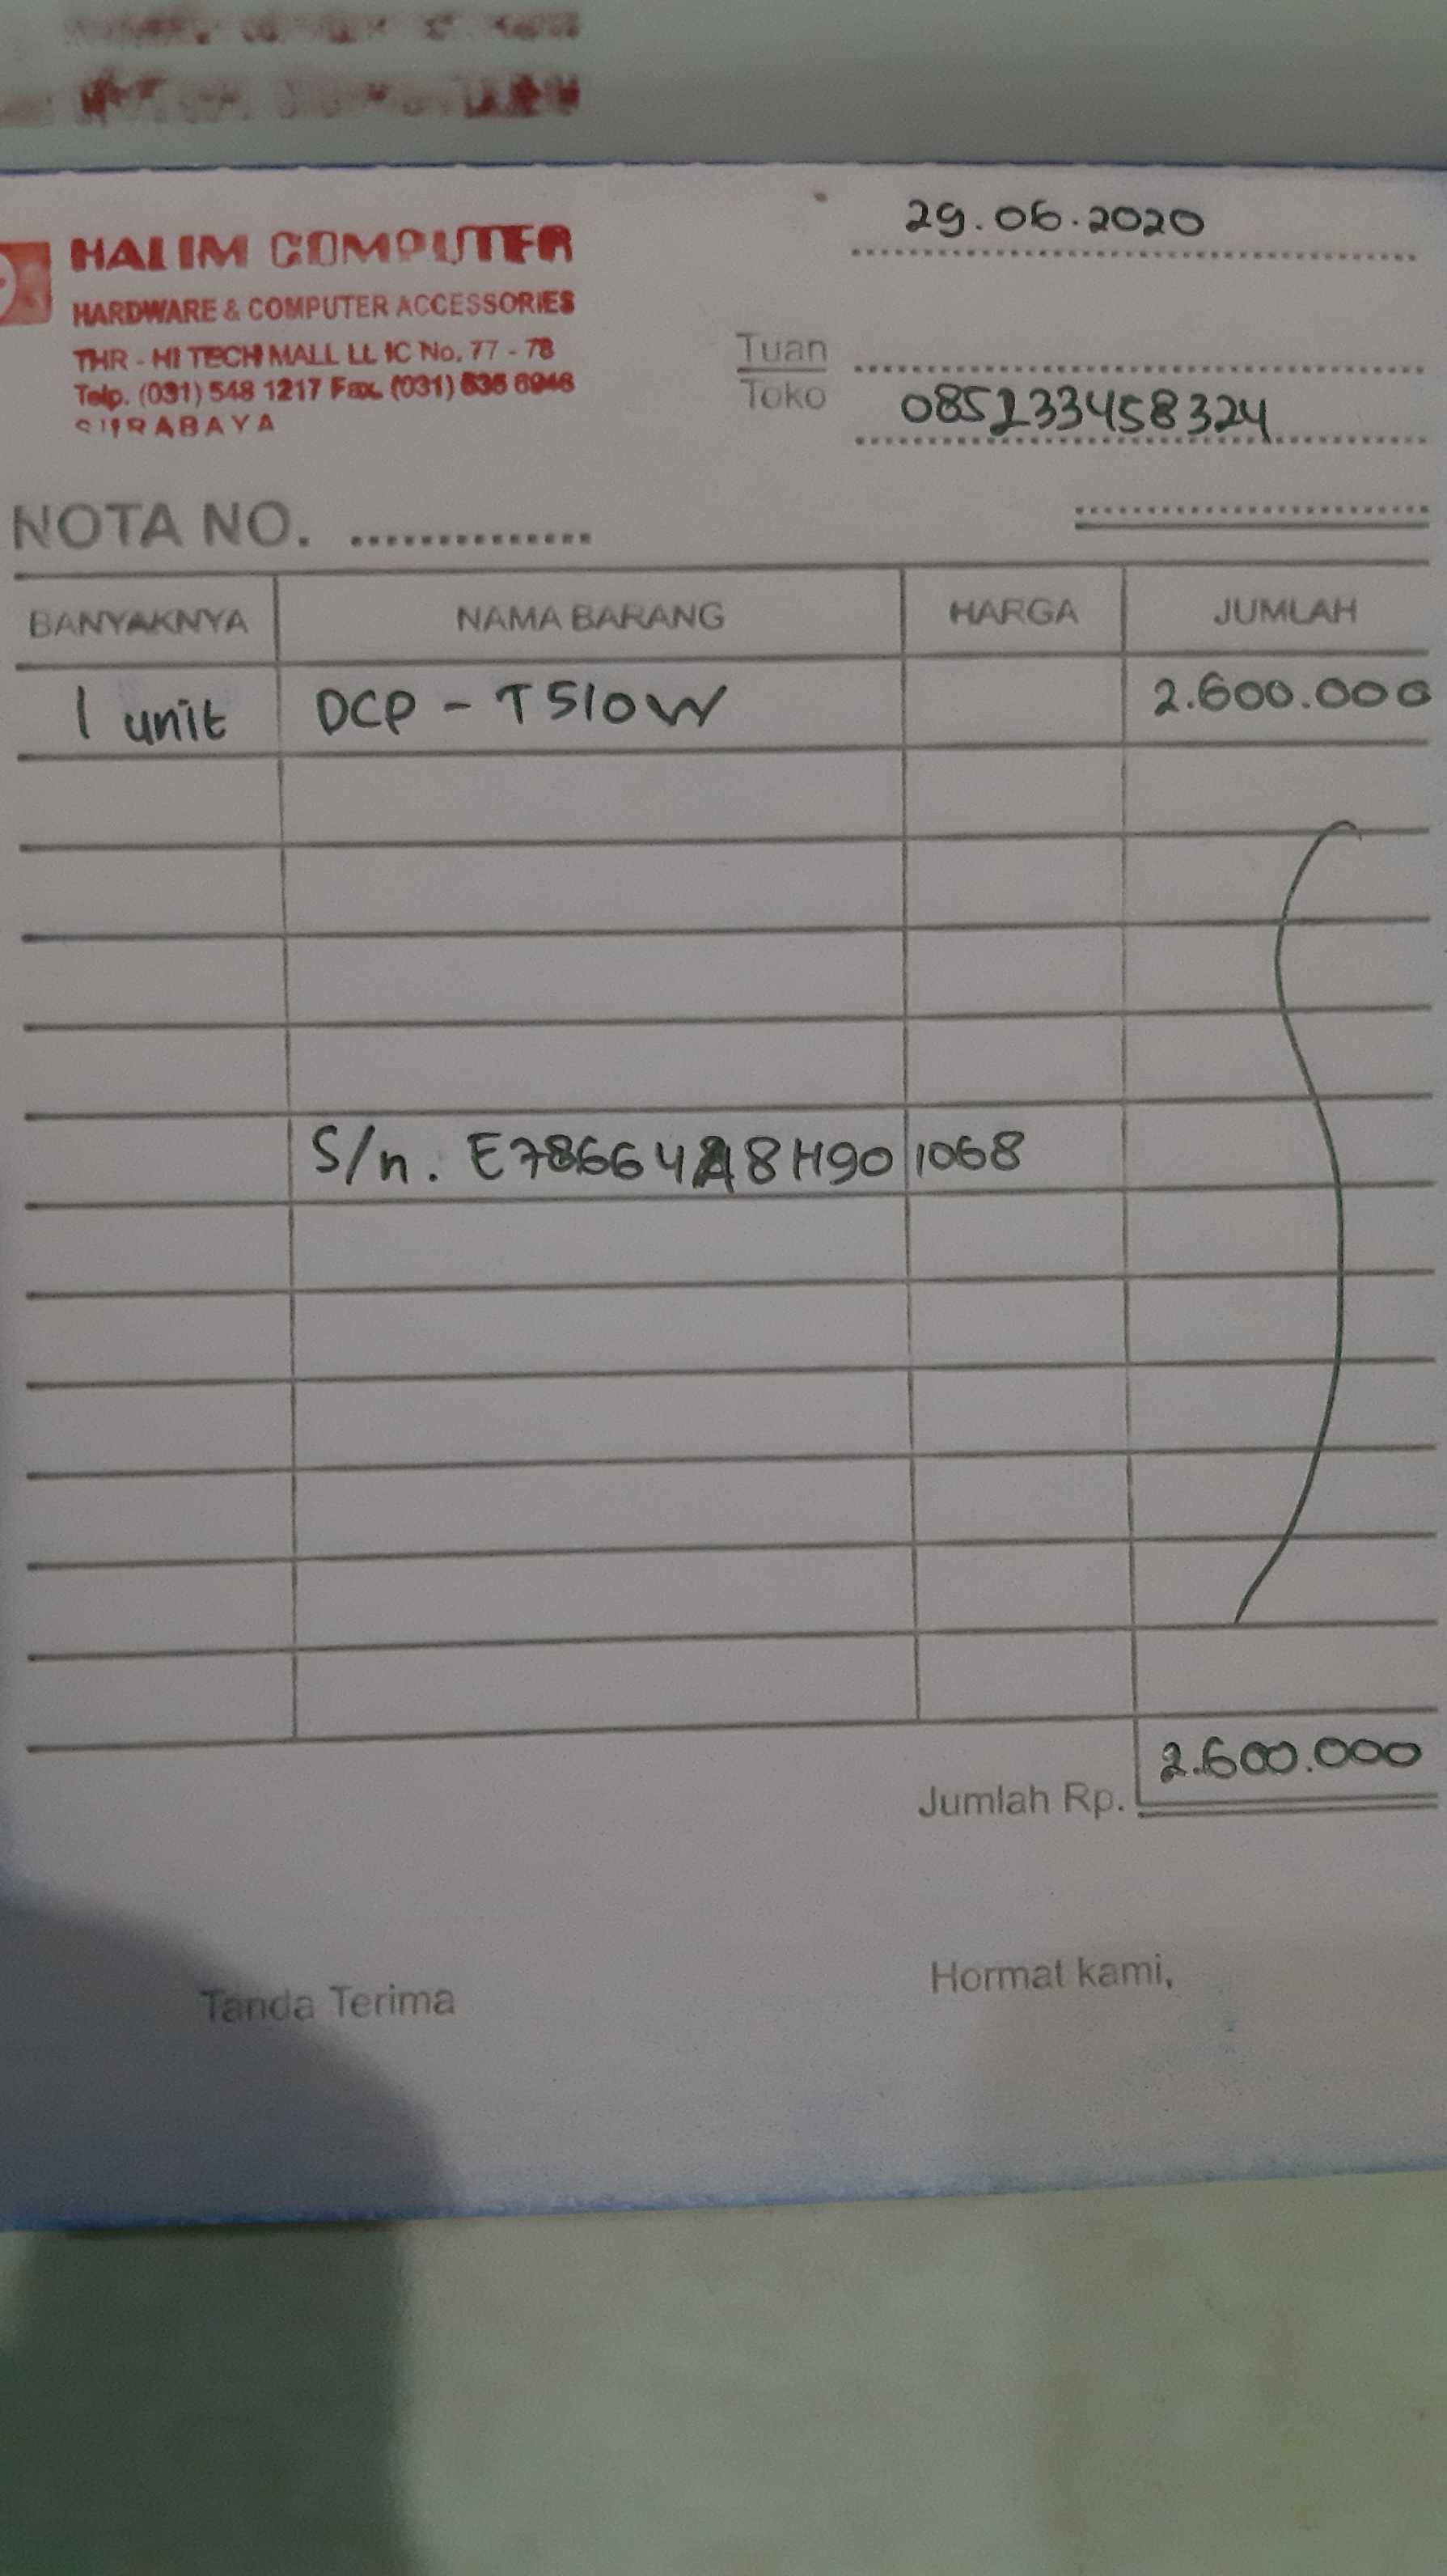 29.06.2020
HALIM COMPUTER
HARDWARE & COMPUTER ACCESSORIES
THR - HI TECH MALL LL IC No. 77 - 78
Telp. (031) 548 1217 Fax. (031) 535 6946
SURABAYA
Tuan
Toko 085233458324
NOTA NO. ..............
BANYAKNYA NAMA BARANG HARGA JUMLAH
1 unit DCP - T510W 2.600.000
S/n. E78664A8H901068
Jumlah Rp. 2.600.000
Tanda Terima Hormat kami,